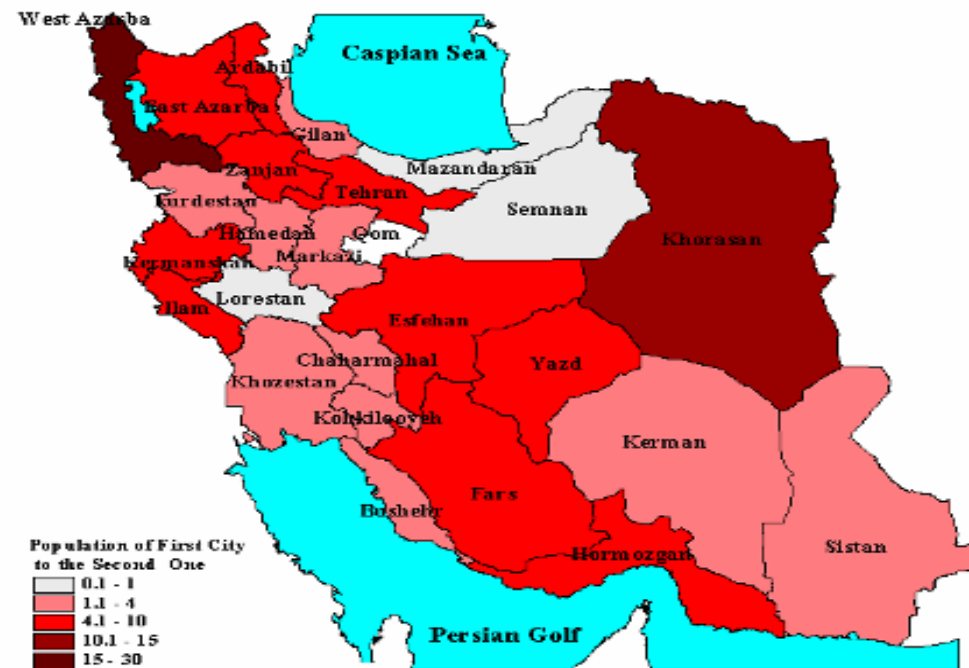 West Azarba
Caspian Sea
Ardabil
East Azarba
Gilan
Mazandaran
Zanjan
Tehran
Kurdestan
Semnan
Hamedan
Qom
Khorasan
Markazi
Kermanshah
Lorestan
Ilam
Esfehan
Chaharmahal
Yazd
Khozestan
Kohkilooyeh
Kerman
Fars
Boshehr
Hormozgan
Sistan
Population of First City
to the Second One
0.1 - 1
1.1 - 4
4.1 - 10
10.1 - 15
15 - 30
Persian Golf